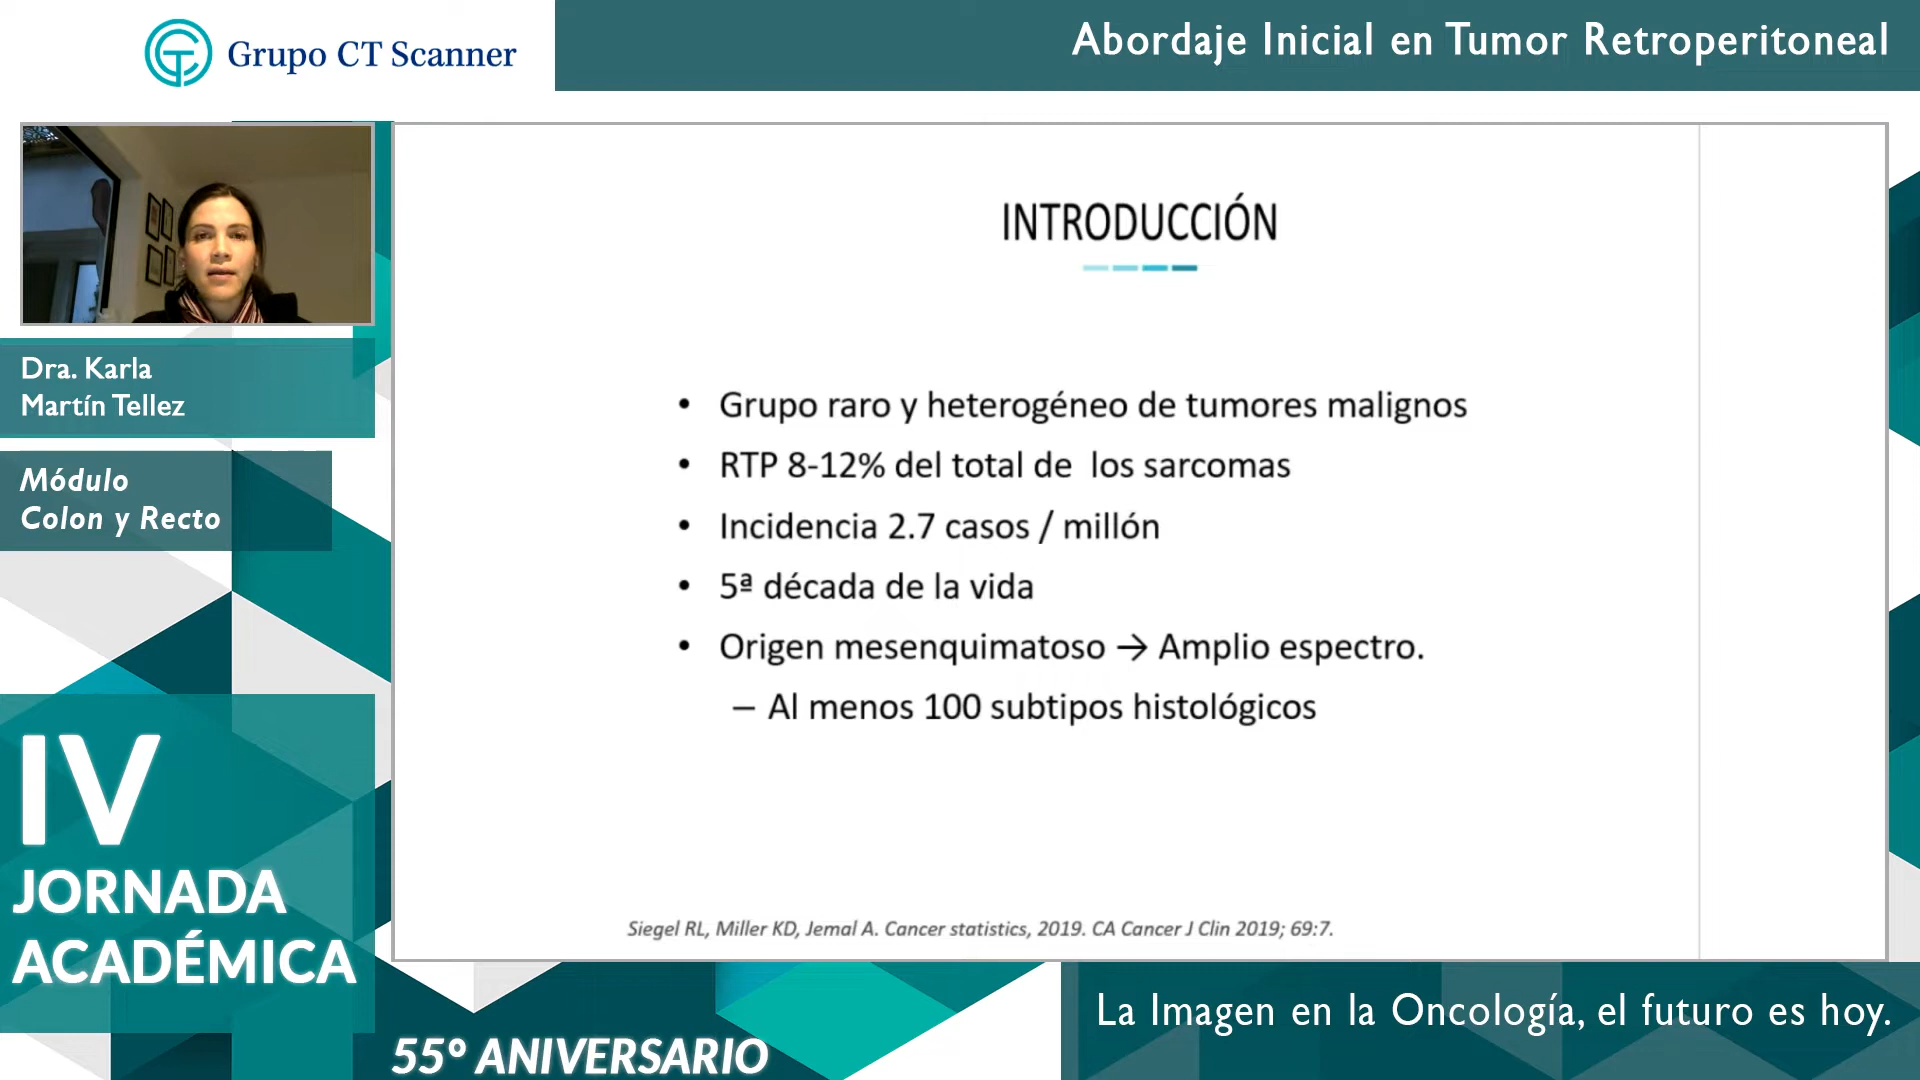 Grupo CT Scanner
Abordaje Inicial en Tumor Retroperitoneal
Dra. Karla
Martín Tellez
Módulo
Colon y Recto
IV
JORNADA
ACADÉMICA
55º ANIVERSARIO
INTRODUCCIÓN
• Grupo raro y heterogéneo de tumores malignos
• RTP 8-12% del total de los sarcomas
• Incidencia 2.7 casos / millón
• 5ª década de la vida
• Origen mesenquimatoso → Amplio espectro.
– Al menos 100 subtipos histológicos
Siegel RL, Miller KD, Jemal A. Cancer statistics, 2019. CA Cancer J Clin 2019; 69:7.
La Imagen en la Oncología, el futuro es hoy.